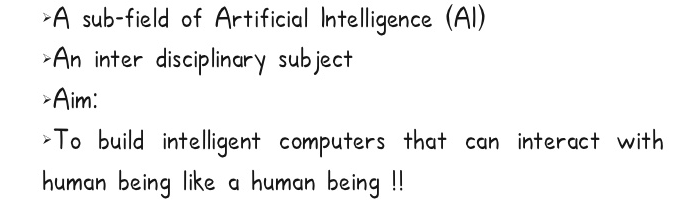 ➢A sub-field of Artificial Intelligence (AI)
➢An inter disciplinary subject
➢Aim:
➢To build intelligent computers that can interact with
human being like a human being !!